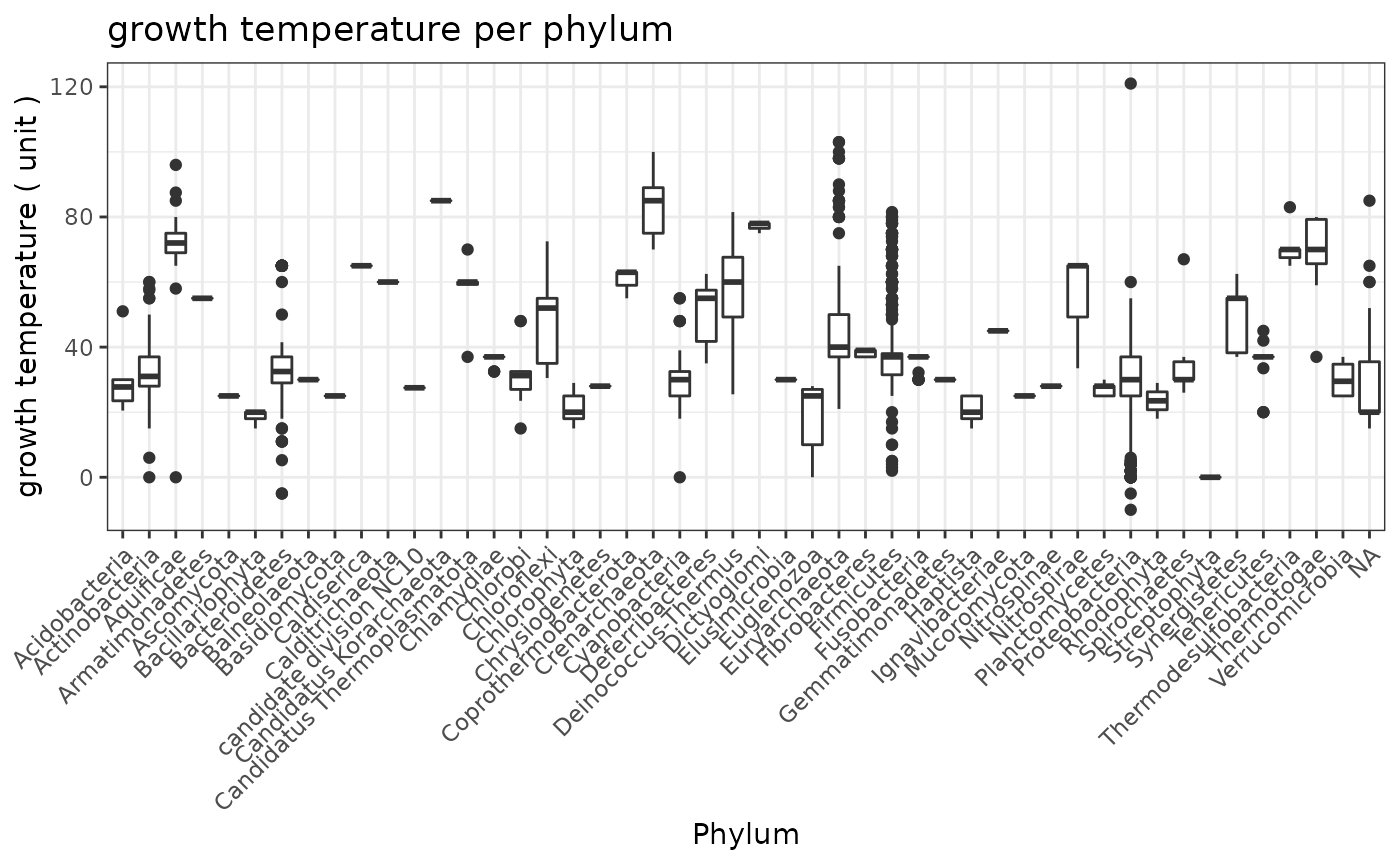 growth temperature per phylum
growth temperature ( unit )
120
80
40
0
Acidobacteria
Actinobacteria
Aquificae
Armatimonadetes
Ascomycota
Bacillariophyta
Bacteroidetes
Balneolaeota
Basidiomycota
Caldiserica
Calditrichaeota
candidate division NC10
Candidatus Korarchaeota
Candidatus Thermoplasmatota
Chlamydiae
Chlorobi
Chloroflexi
Chlorophyta
Chrysiogenetes
Coprothermobacterota
Crenarchaeota
Cyanobacteria
Deferribacteres
Deinococcus-Thermus
Dictyoglomi
Elusimicrobia
Euglenozoa
Euryarchaeota
Fibrobacteres
Firmicutes
Fusobacteria
Gemmatimonadetes
Haptista
Ignavibacteriae
Mucoromycota
Nitrospinae
Nitrospirae
Planctomycetes
Proteobacteria
Rhodophyta
Spirochaetes
Streptophyta
Synergistetes
Tenericutes
Thermodesulfobacteria
Thermotogae
Verrucomicrobia
NA
Phylum